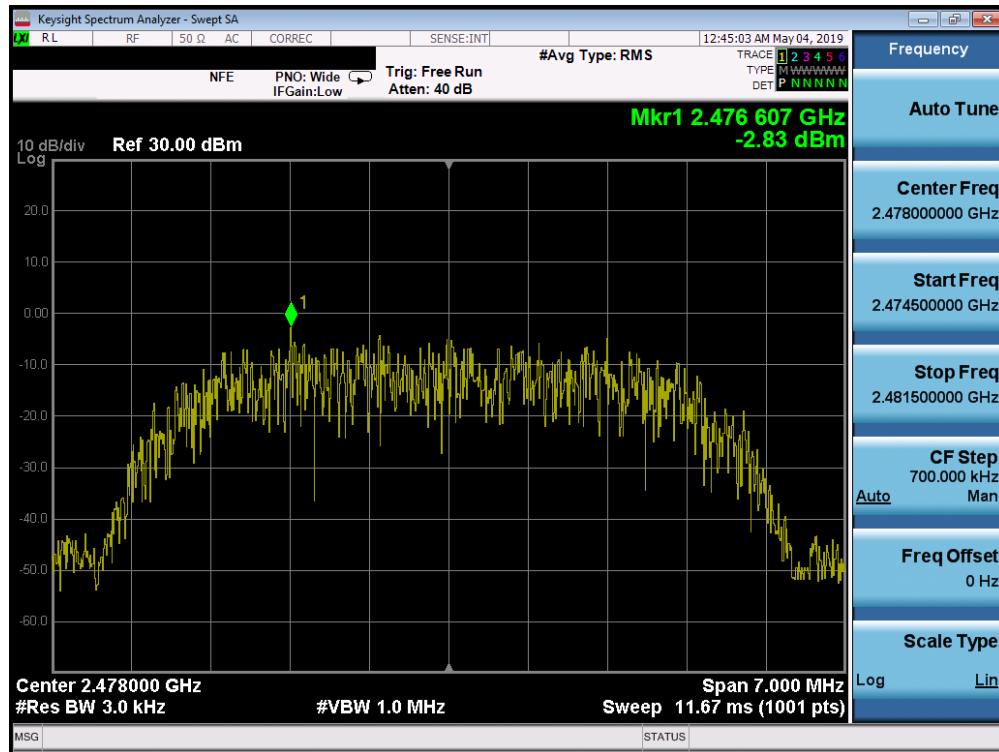 Keysight Spectrum Analyzer - Swept SA
LXI RL RF 50 Ω AC CORREC SENSE:INT 12:45:03 AM May 04, 2019
Frequency
#Avg Type: RMS TRACE 1 2 3 4 5 6
NFE PNO: Wide Trig: Free Run TYPE M WWWWW
IFGain:Low Atten: 40 dB DET P N N N N N
Auto Tune
Mkr1 2.476 607 GHz
10 dB/div Ref 30.00 dBm -2.83 dBm
Log
Center Freq
2.478000000 GHz
20.0
10.0
Start Freq
2.474500000 GHz
1
0.00
-10.0
Stop Freq
2.481500000 GHz
-20.0
-30.0
CF Step
700.000 kHz
Auto Man
-40.0
-50.0
Freq Offset
0 Hz
-60.0
Scale Type
Log Lin
Center 2.478000 GHz Span 7.000 MHz
#Res BW 3.0 kHz #VBW 1.0 MHz Sweep 11.67 ms (1001 pts)
MSG STATUS